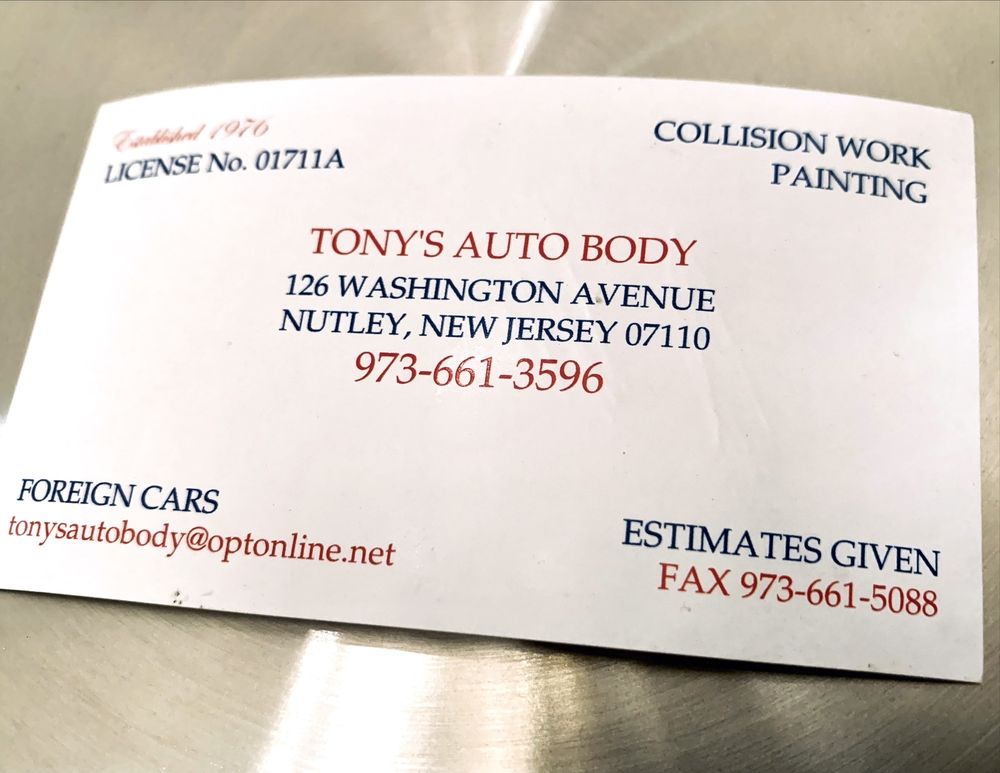 Established 1976
LICENSE No. 01711A
COLLISION WORK
PAINTING
TONY'S AUTO BODY
126 WASHINGTON AVENUE
NUTLEY, NEW JERSEY 07110
973-661-3596
FOREIGN CARS
tonysautobody@optonline.net
ESTIMATES GIVEN
FAX 973-661-5088